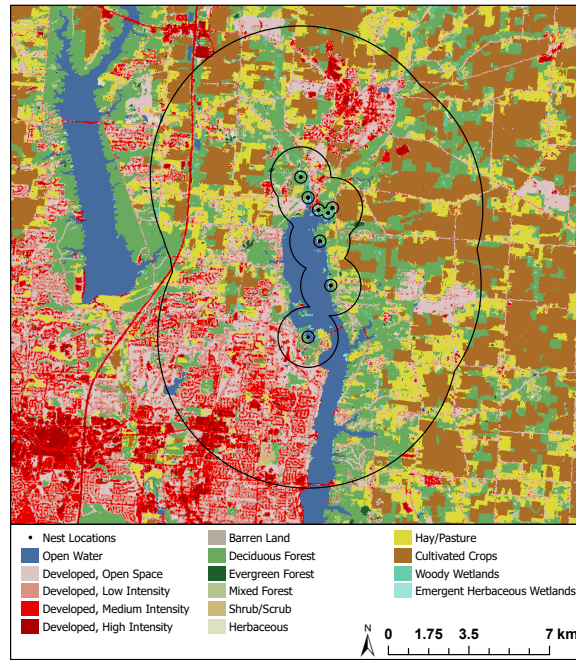 Nest Locations
Open Water
Developed, Open Space
Developed, Low Intensity
Developed, Medium Intensity
Developed, High Intensity
Barren Land
Deciduous Forest
Evergreen Forest
Mixed Forest
Shrub/Scrub
Herbaceous
Hay/Pasture
Cultivated Crops
Woody Wetlands
Emergent Herbaceous Wetlands
N
0 1.75 3.5 7 km